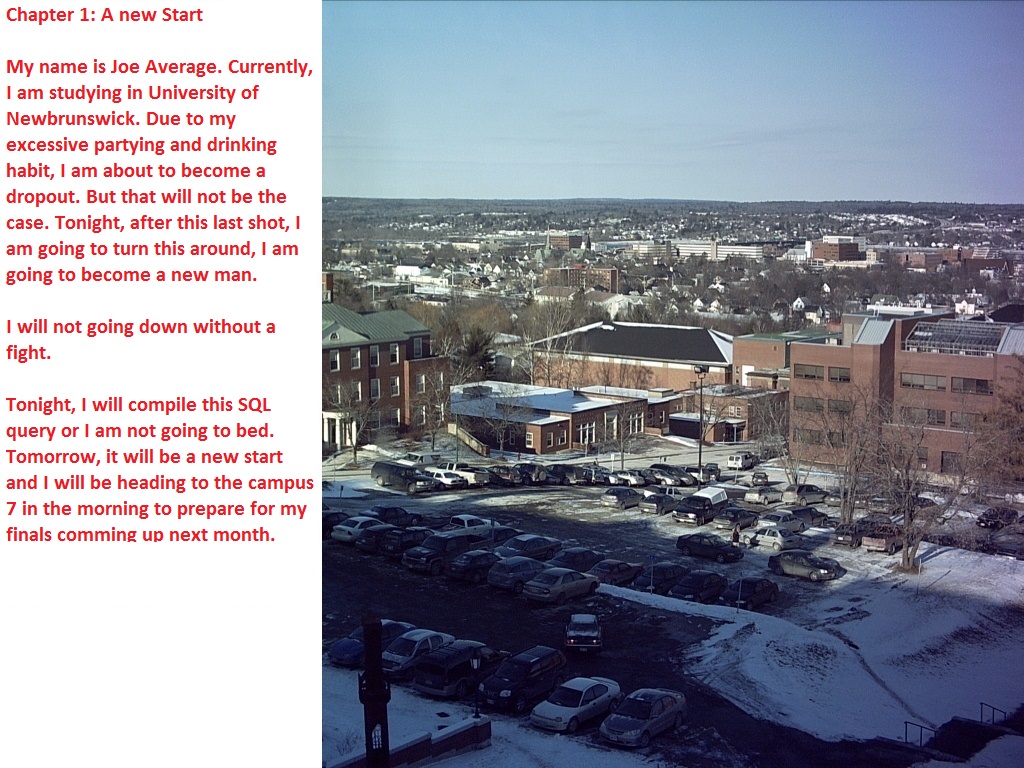 Chapter 1: A new Start
My name is Joe Average. Currently,
I am studying in University of
Newbrunswick. Due to my
excessive partying and drinking
habit, I am about to become a
dropout. But that will not be the
case. Tonight, after this last shot, I
am going to turn this around, I am
going to become a new man.
I will not going down without a
fight.
Tonight, I will compile this SQL
query or I am not going to bed.
Tomorrow, it will be a new start
and I will be heading to the campus
7 in the morning to prepare for my
finals comming up next month.